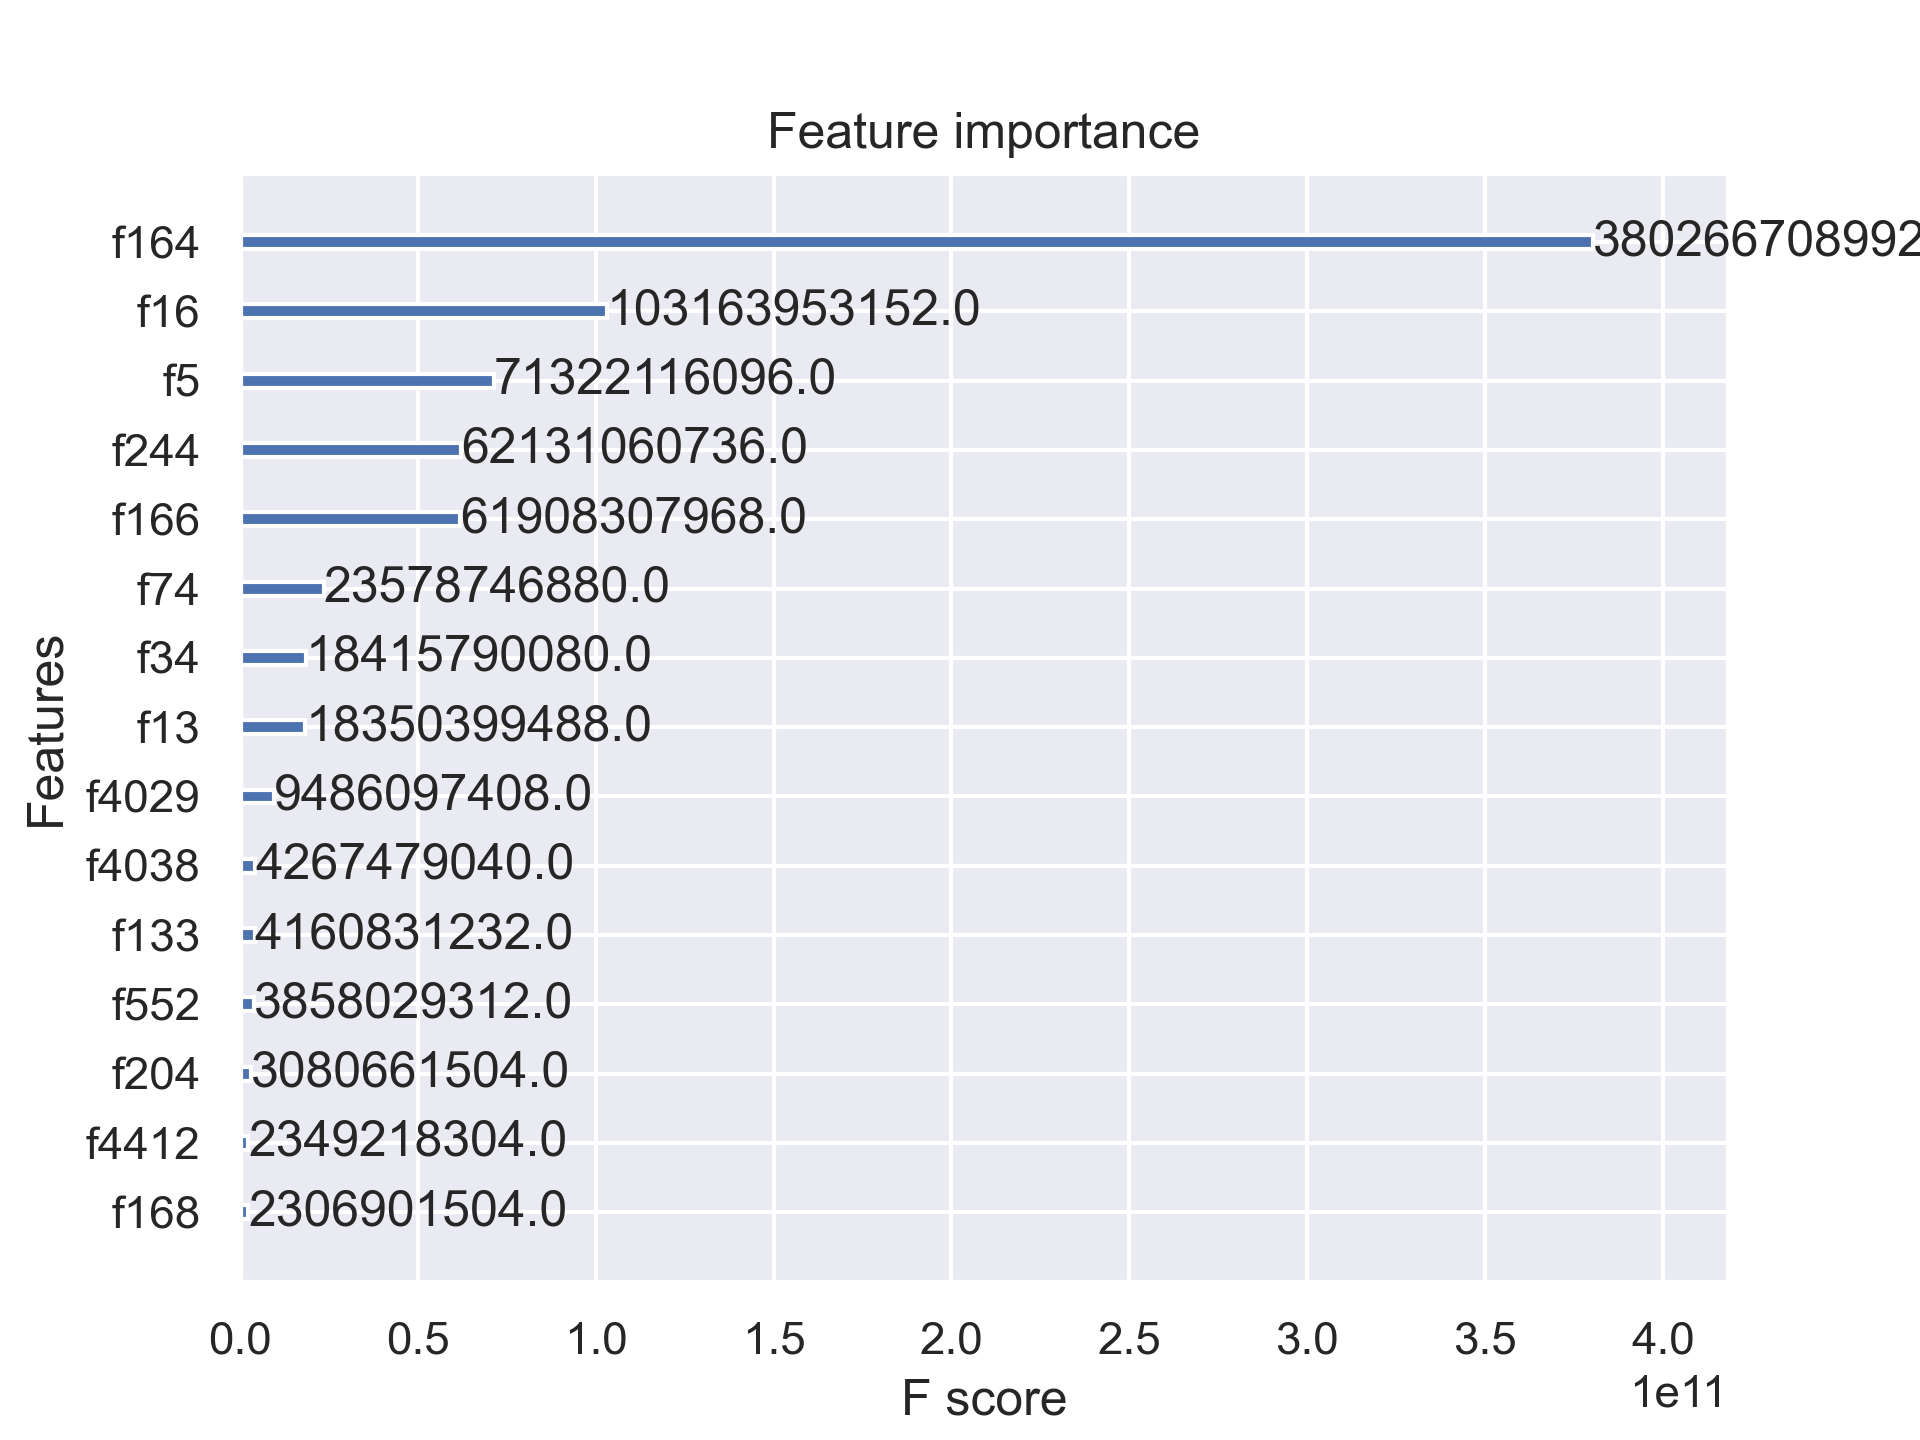 Feature importance
f164 380266708992
f16 103163953152.0
f5 71322116096.0
f244 62131060736.0
f166 61908307968.0
f74 23578746880.0
f34 18415790080.0
f13 18350399488.0
f4029 9486097408.0
f4038 4267479040.0
f133 4160831232.0
f552 3858029312.0
f204 3080661504.0
f4412 2349218304.0
f168 2306901504.0
Features
0.0 0.5 1.0 1.5 2.0 2.5 3.0 3.5 4.0
1e11
F score